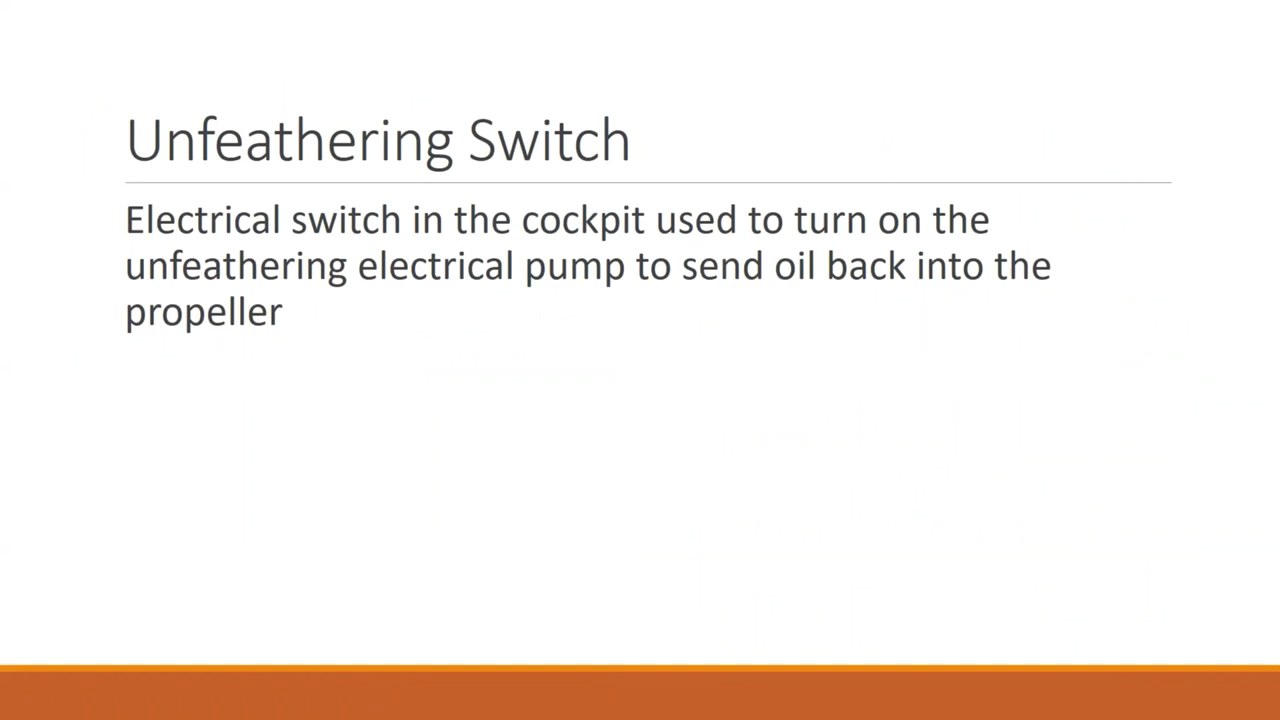 Unfeathering Switch
Electrical switch in the cockpit used to turn on the
unfeathering electrical pump to send oil back into the
propeller